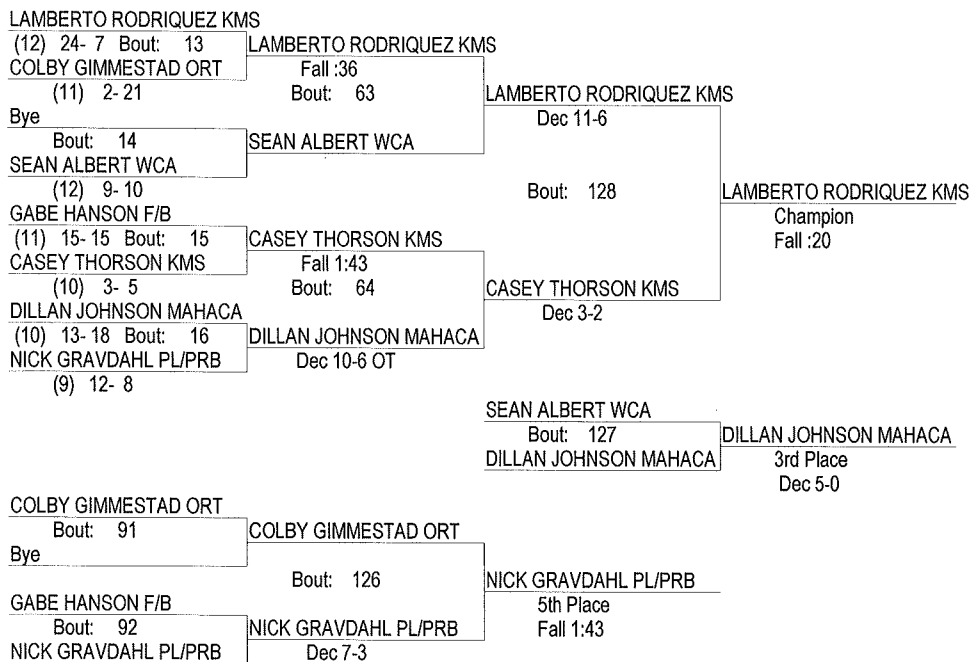 LAMBERTO RODRIQUEZ KMS
(12) 24- 7 Bout: 13
COLBY GIMMESTAD ORT
(11) 2- 21
Bye
Bout: 14
SEAN ALBERT WCA
(12) 9- 10
GABE HANSON F/B
(11) 15- 15 Bout: 15
CASEY THORSON KMS
(10) 3- 5
DILLAN JOHNSON MAHACA
(10) 13- 18 Bout: 16
NICK GRAVDAHL PL/PRB
(9) 12- 8
LAMBERTO RODRIQUEZ KMS
Fall :36
Bout: 63
SEAN ALBERT WCA
CASEY THORSON KMS
Fall 1:43
Bout: 64
DILLAN JOHNSON MAHACA
Dec 10-6 OT
LAMBERTO RODRIQUEZ KMS
Dec 11-6
Bout: 128
CASEY THORSON KMS
Dec 3-2
LAMBERTO RODRIQUEZ KMS
Champion
Fall :20
SEAN ALBERT WCA
Bout: 127
DILLAN JOHNSON MAHACA
DILLAN JOHNSON MAHACA
3rd Place
Dec 5-0
COLBY GIMMESTAD ORT
Bout: 91
Bye
GABE HANSON F/B
Bout: 92
NICK GRAVDAHL PL/PRB
COLBY GIMMESTAD ORT
Bout: 126
NICK GRAVDAHL PL/PRB
Dec 7-3
NICK GRAVDAHL PL/PRB
5th Place
Fall 1:43